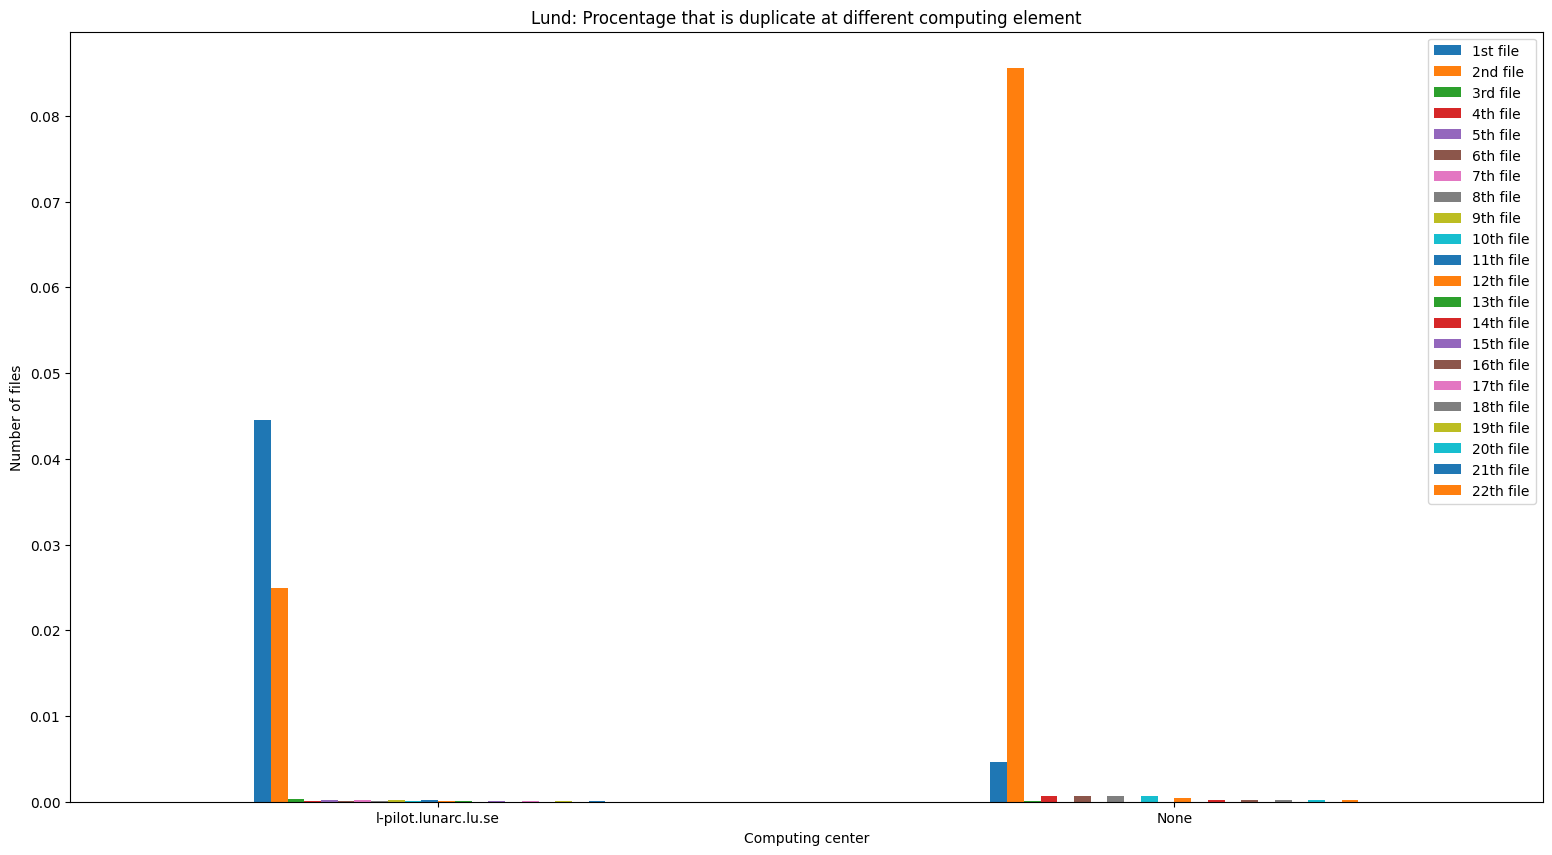 Lund: Procentage that is duplicate at different computing element
Number of files
0.08
0.07
0.06
0.05
0.04
0.03
0.02
0.01
0.00
l-pilot.lunarc.lu.se
None
Computing center
1st file
2nd file
3rd file
4th file
5th file
6th file
7th file
8th file
9th file
10th file
11th file
12th file
13th file
14th file
15th file
16th file
17th file
18th file
19th file
20th file
21th file
22th file